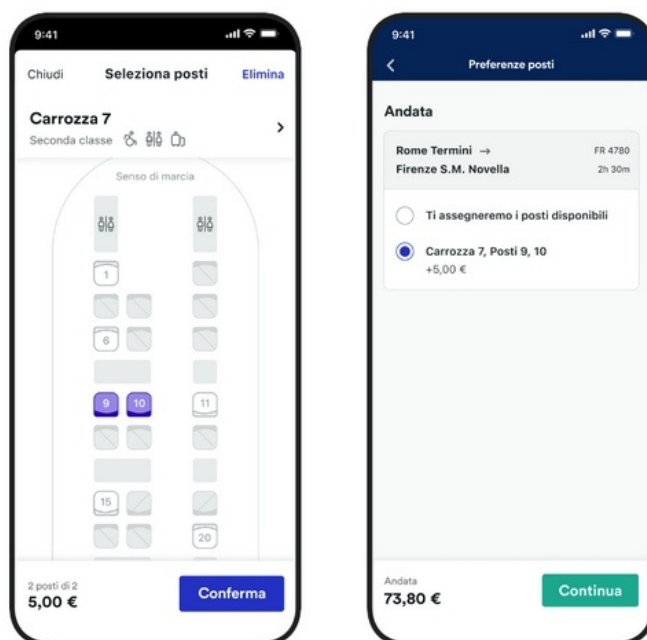 9:41
Chiudi
Seleziona posti
Elimina
Carrozza 7
Seconda classe
Senso di marcia
1
6
9 10 11
15
20
2 posti di 2
5,00 €
Conferma
9:41
Preferenze posti
Andata
Rome Termini → FR 4780
Firenze S.M. Novella 2h 30m
Ti assegneremo i posti disponibili
Carrozza 7, Posti 9, 10
+5,00 €
Andata
73,80 €
Continua